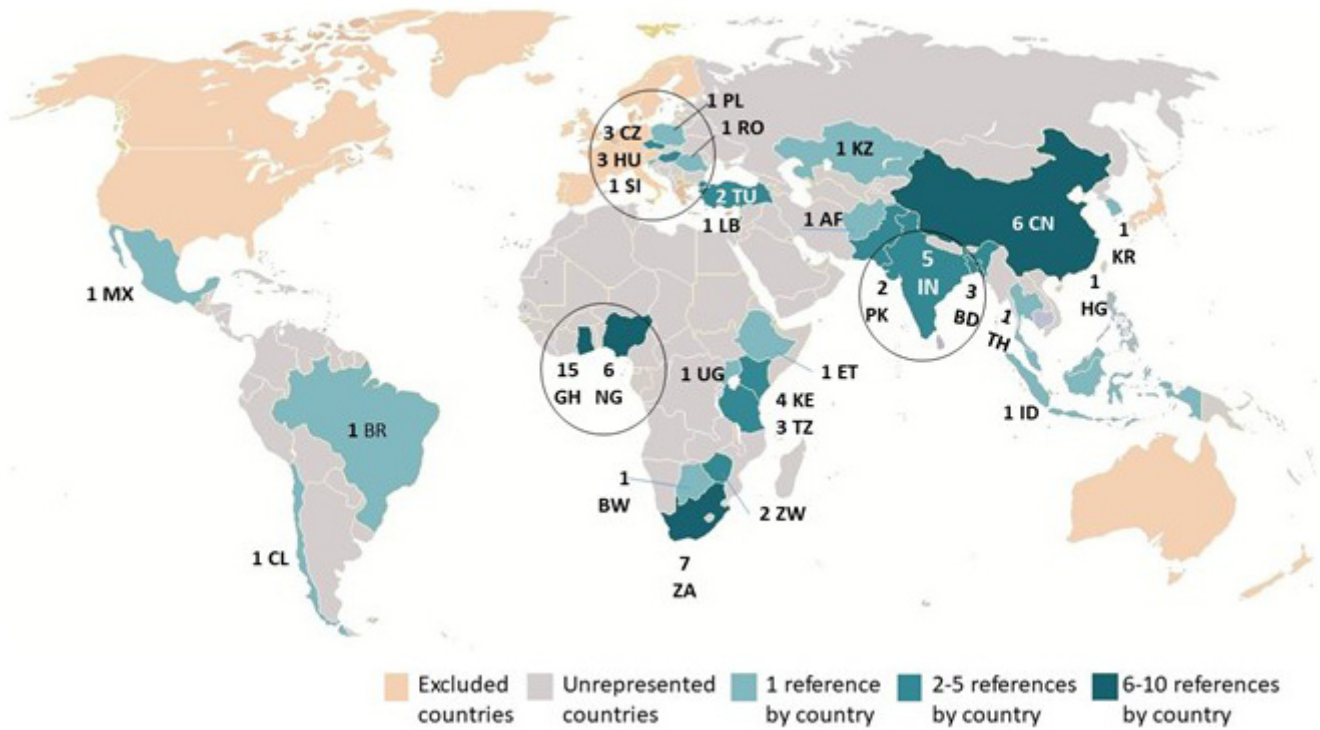 1 PL
3 CZ
1 RO
3 HU
1 KZ
1 SI
2 TU
1 AF
1 LB
6 CN
1
KR
5
IN
2
PK
3
BD
1
HG
1 MX
1
TH
15
GH
6
NG
1 UG
1 ET
4 KE
1 ID
3 TZ
1 BR
1
BW
2 ZW
1 CL
7
ZA
Excluded
countries
Unrepresented
countries
1 reference
by country
2-5 references
by country
6-10 references
by country